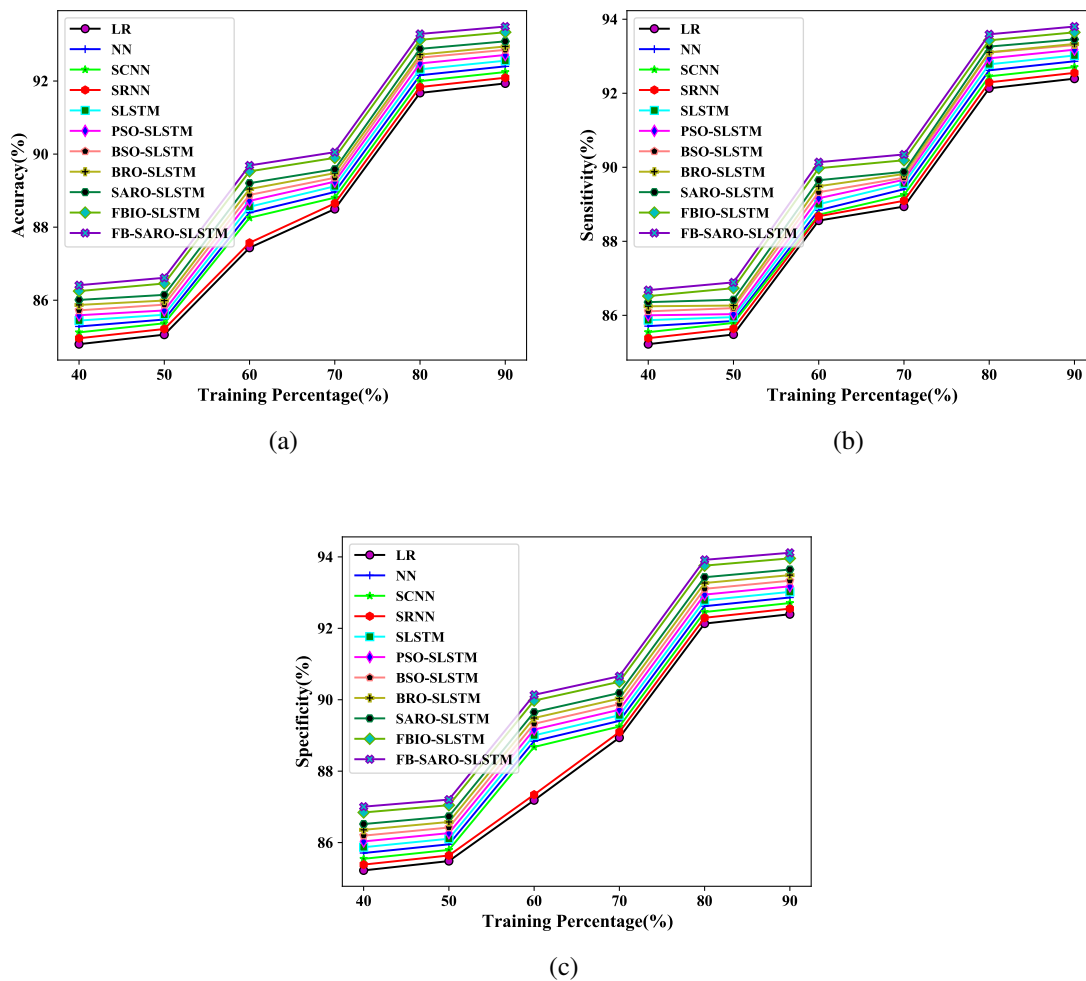 LR
NN
SCNN
SRNN
SLSTM
PSO-SLSTM
BSO-SLSTM
BRO-SLSTM
SARO-SLSTM
FBIO-SLSTM
FB-SARO-SLSTM
Accuracy(%)
92
90
88
86
40 50 60 70 80 90
Training Percentage(%)
(a)
LR
NN
SCNN
SRNN
SLSTM
PSO-SLSTM
BSO-SLSTM
BRO-SLSTM
SARO-SLSTM
FBIO-SLSTM
FB-SARO-SLSTM
Sensitivity(%)
94
92
90
88
86
40 50 60 70 80 90
Training Percentage(%)
(b)
LR
NN
SCNN
SRNN
SLSTM
PSO-SLSTM
BSO-SLSTM
BRO-SLSTM
SARO-SLSTM
FBIO-SLSTM
FB-SARO-SLSTM
Specificity(%)
94
92
90
88
86
40 50 60 70 80 90
Training Percentage(%)
(c)